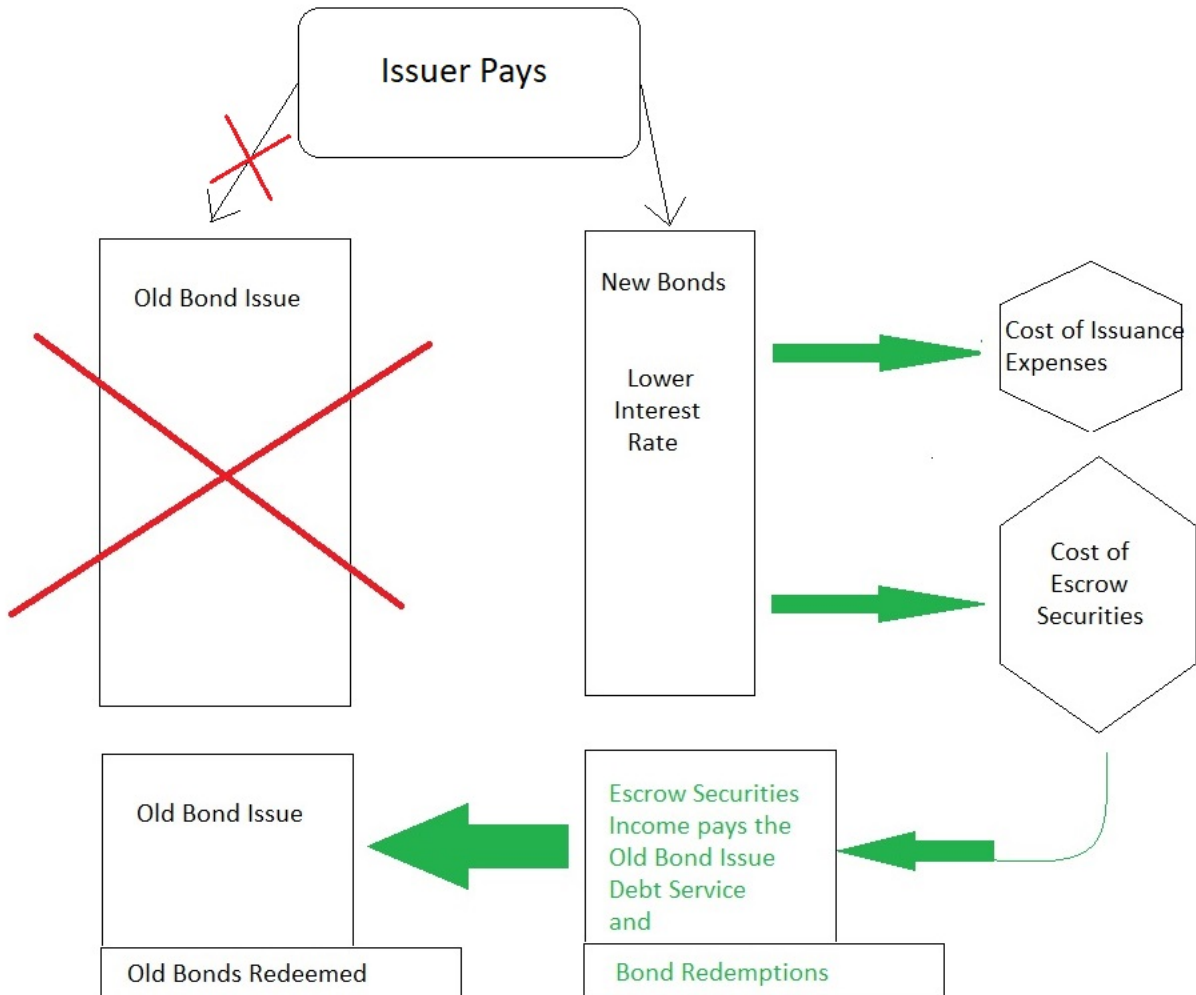 Issuer Pays
Old Bond Issue
New Bonds
Lower
Interest
Rate
Cost of Issuance
Expenses
Cost of
Escrow
Securities
Old Bond Issue
Escrow Securities
Income pays the
Old Bond Issue
Debt Service
and
Old Bonds Redeemed
Bond Redemptions